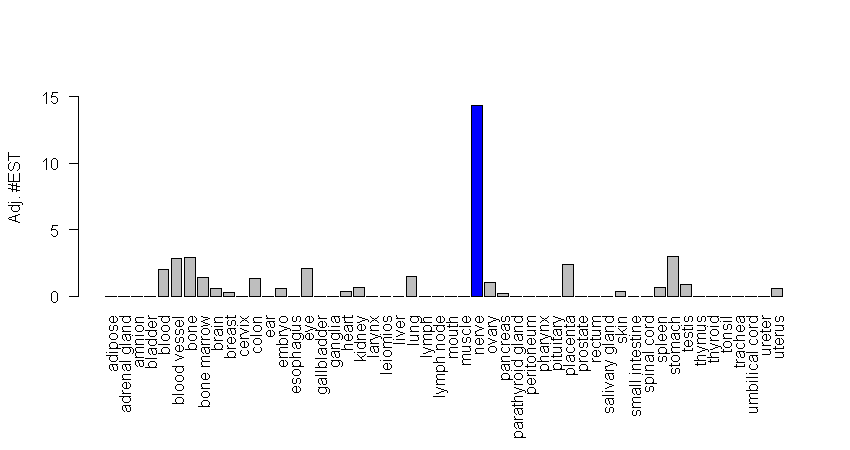 Adj. #EST
15
10
5
0
adipose
adrenal gland
amnion
bladder
blood
blood vessel
bone
bone marrow
brain
breast
cervix
colon
ear
embryo
esophagus
eye
gallbladder
ganglia
heart
kidney
larynx
leiomios
liver
lung
lymph
lymph node
mouth
muscle
nerve
ovary
pancreas
parathyroid gland
peritoneum
pharynx
pituitary
placenta
prostate
rectum
salivary gland
skin
small intestine
spinal cord
spleen
stomach
testis
thymus
thyroid
tonsil
trachea
umbilical cord
ureter
uterus